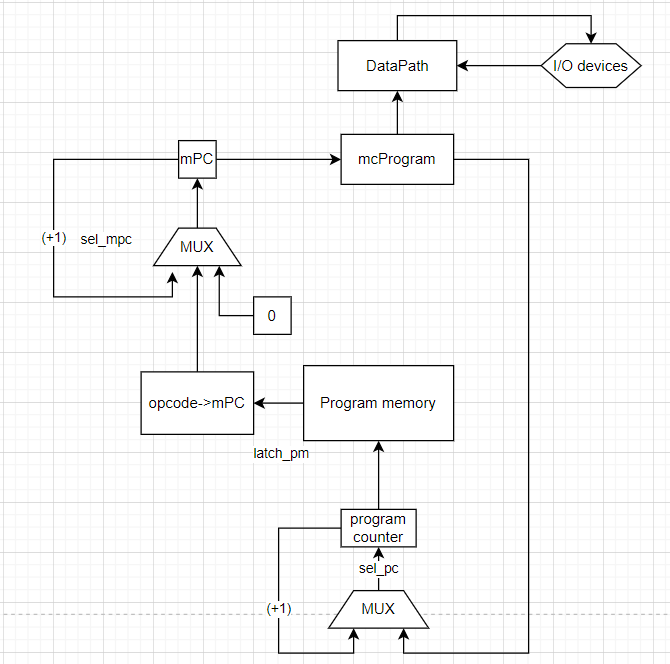 DataPath
I/O devices
mPC
mcProgram
(+1)
sel_mpc
MUX
0
opcode->mPC
Program memory
latch_pm
program
counter
sel_pc
(+1)
MUX